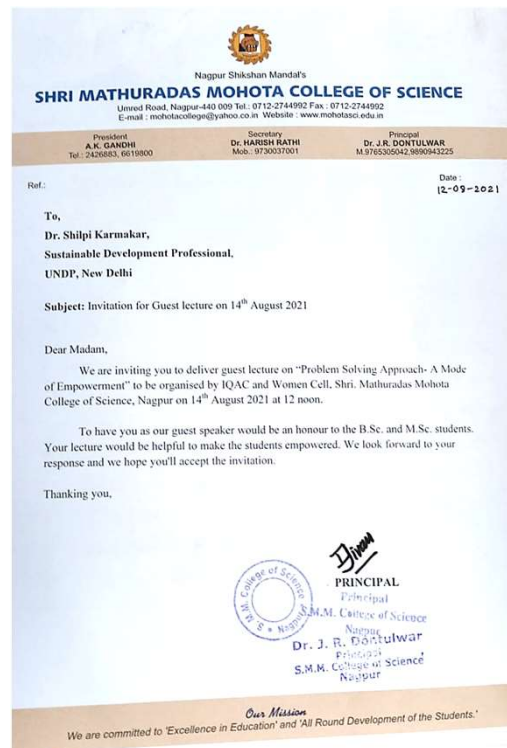 Nagpur Shikshan Mandal's
SHRI MATHURADAS MOHOTA COLLEGE OF SCIENCE
Umred Road, Nagpur-440 009 Tel.: 0712-2744992 Fax : 0712-2744992
E-mail : mohotacollege@yahoo.co.in Website : www.mohotasci.edu.in
President
A.K. GANDHI
Tel.: 2426883, 6619800
Secretary
Dr. HARISH RATHI
Mob.: 9730037001
Principal
Dr. J.R. DONTULWAR
M.9765305042,9890943225
Ref.:
Date :
12-08-2021
To,
Dr. Shilpi Karmakar,
Sustainable Development Professional,
UNDP, New Delhi
Subject: Invitation for Guest lecture on 14th August 2021
Dear Madam,
We are inviting you to deliver guest lecture on “Problem Solving Approach- A Mode
of Empowerment” to be organised by IQAC and Women Cell, Shri. Mathuradas Mohota
College of Science, Nagpur on 14th August 2021 at 12 noon.
To have you as our guest speaker would be an honour to the B.Sc. and M.Sc. students.
Your lecture would be helpful to make the students empowered. We look forward to your
response and we hope you'll accept the invitation.
Thanking you,
PRINCIPAL
Principal
S.M.M. College of Science
Nagpur
Dr. J. R. Dontulwar
Principal
S.M.M. College of Science
Nagpur
S. M. M. College of Science Nagpur
Our Mission
We are committed to 'Excellence in Education' and 'All Round Development of the Students.'